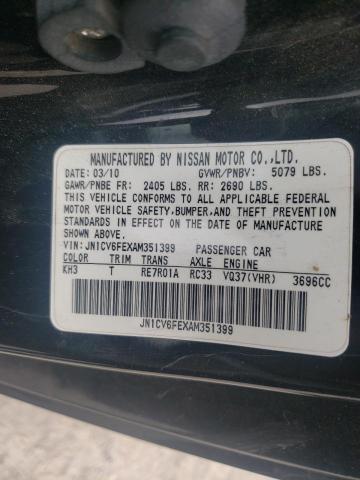 MANUFACTURED BY NISSAN MOTOR CO.,LTD.
DATE: 03/10 GVWR/PNBV: 5079 LBS.
GAWR/PNBE FR: 2405 LBS. RR: 2690 LBS.
THIS VEHICLE CONFORMS TO ALL APPLICABLE FEDERAL
MOTOR VEHICLE SAFETY, BUMPER, AND THEFT PREVENTION
STANDARDS IN EFFECT ON THE DATE OF MANUFACTURE
SHOWN ABOVE.
VIN: JN1CV6FEXAM351399 PASSENGER CAR
COLOR TRIM TRANS AXLE ENGINE
KH3 T RE7R01A RC33 VQ37(VHR) 3696CC
JN1CV6FEXAM351399